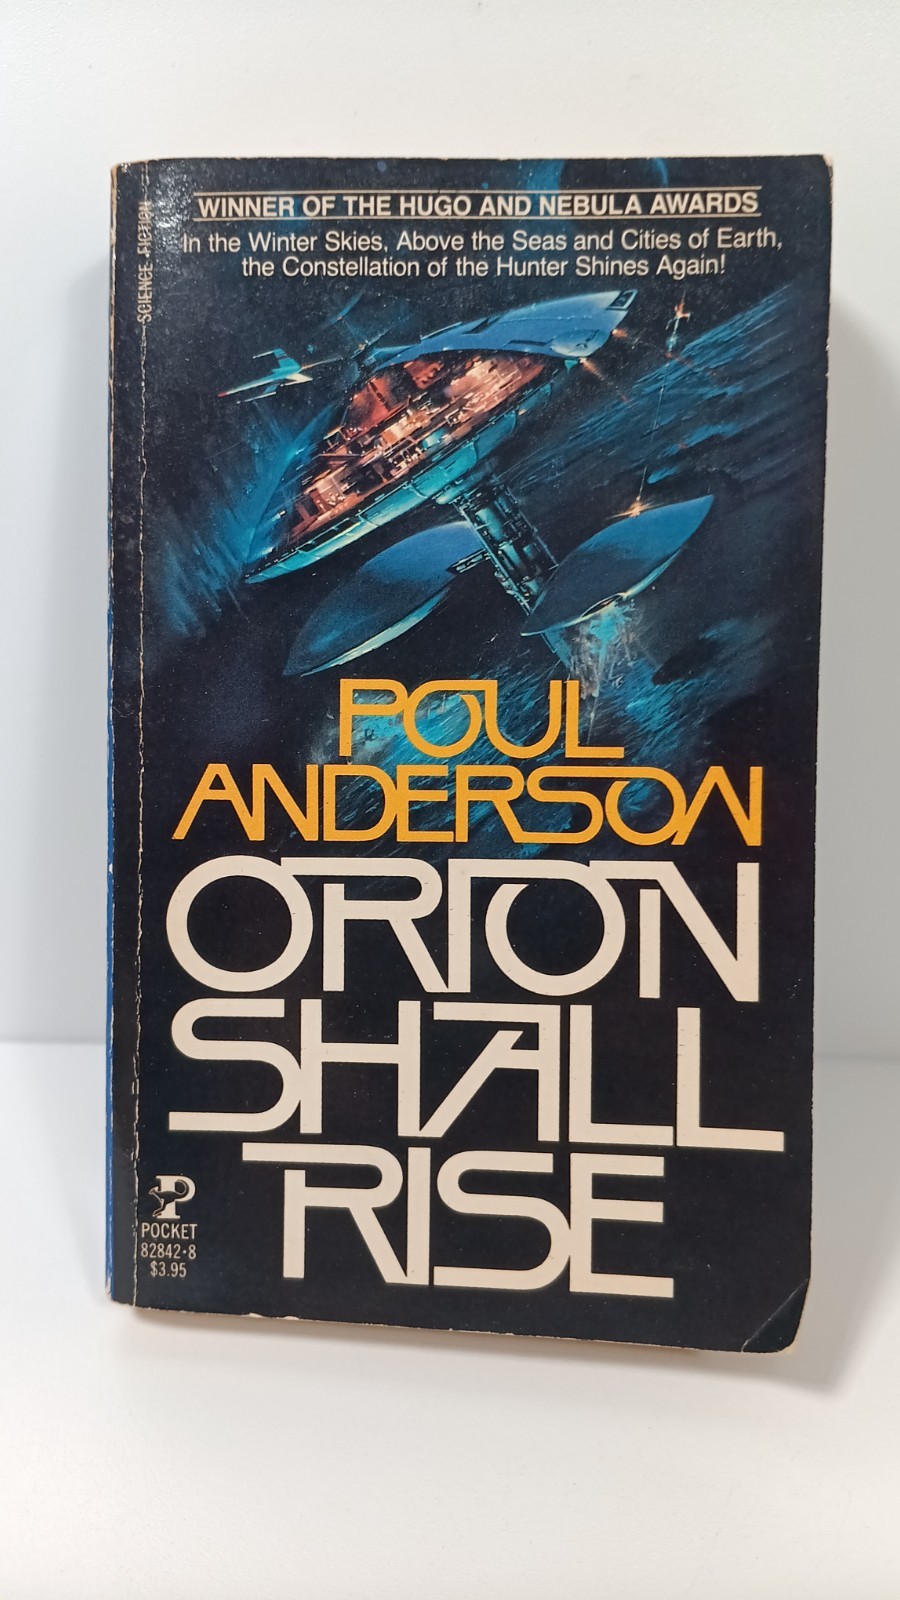 SCIENCE FICTION
WINNER OF THE HUGO AND NEBULA AWARDS
In the Winter Skies, Above the Seas and Cities of Earth,
the Constellation of the Hunter Shines Again!
POUL
ANDERSON
ORION
SHALL
RISE
P
POCKET
82842·8
$3.95